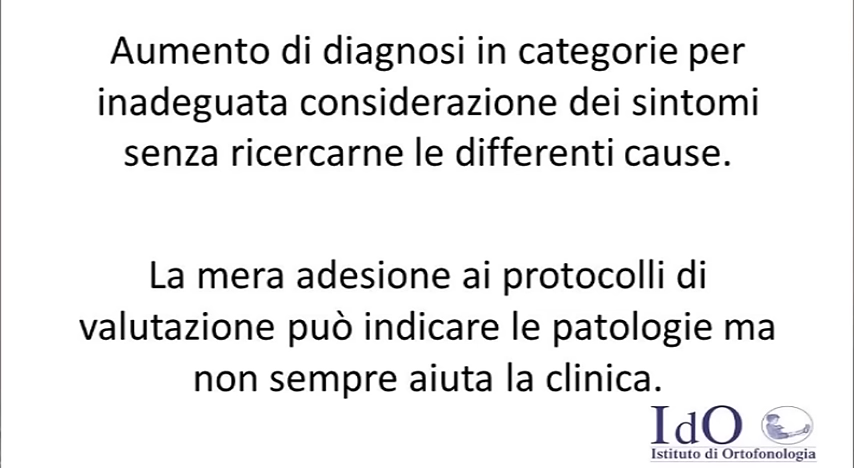 Aumento di diagnosi in categorie per
inadeguata considerazione dei sintomi
senza ricercarne le differenti cause.
La mera adesione ai protocolli di
valutazione può indicare le patologie ma
non sempre aiuta la clinica.
IdO
Istituto di Ortofonologia